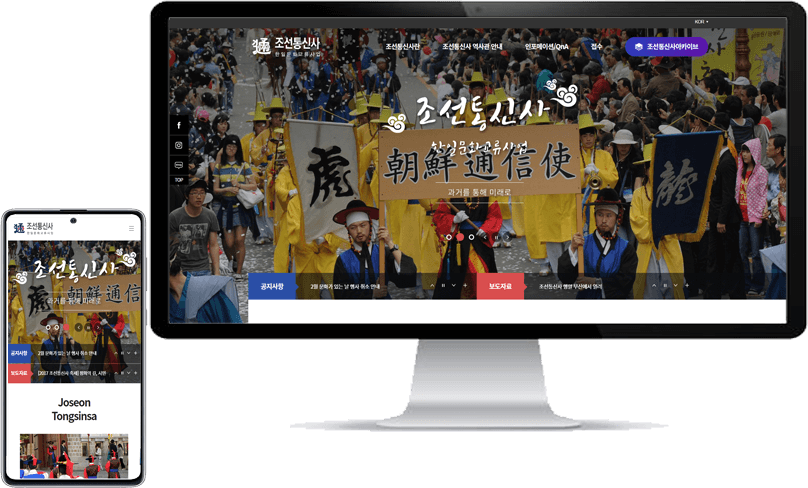 KOR
通 조선통신사
한일문화교류사업
조선통신사란 조선통신사 역사관 안내 인포메이션/QnA 접수 조선통신사아카이브
조선통신사
한일문화교류사업
朝鮮通信使
虎
龍
과거를 통해 미래로
TOP
공지사항 2월 문화가 있는 날 행사 취소 안내
보도자료 조선통신사 행렬 부산에서 열려
通 조선통신사
한일문화교류사업
조선통신사
虎
朝鮮通信
과거를 통해 미래로
공지사항 2월 문화가 있는 날 행사 취소 안내
보도자료 [2017 조선통신사 축제] 평화의 길, 시민
Joseon
Tongsinsa